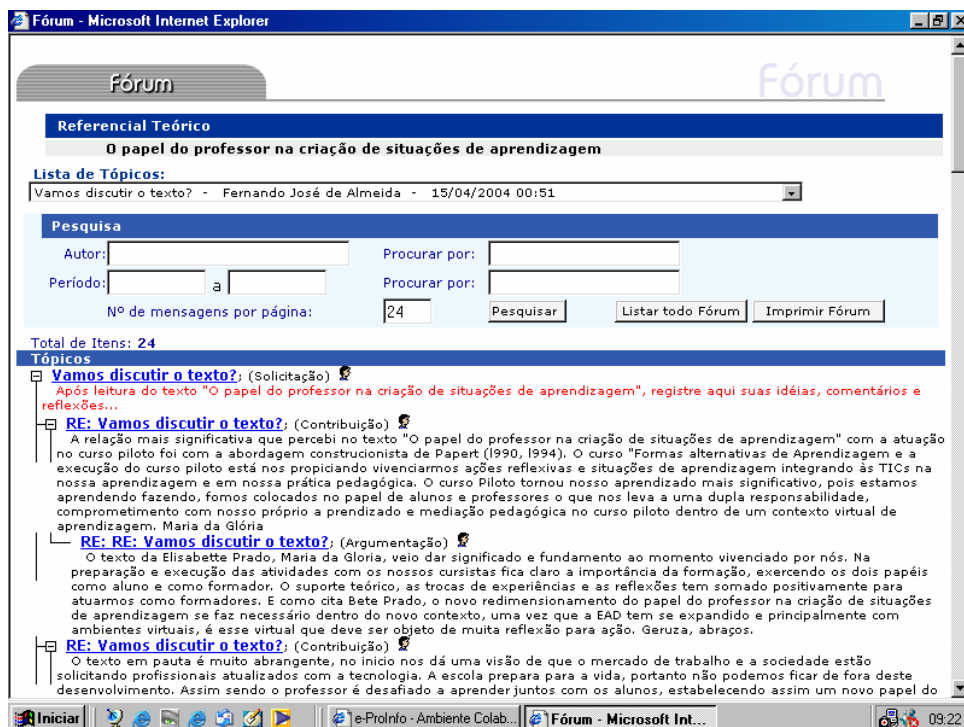 Fórum - Microsoft Internet Explorer
Fórum
Fórum
Referencial Teórico
O papel do professor na criação de situações de aprendizagem
Lista de Tópicos:
Vamos discutir o texto? - Fernando José de Almeida - 15/04/2004 00:51
Pesquisa
Autor: Procurar por:
Período: a Procurar por:
Nº de mensagens por página: 24 Pesquisar Listar todo Fórum Imprimir Fórum
Total de Itens: 24
Tópicos
Vamos discutir o texto?; (Solicitação)
Após leitura do texto "O papel do professor na criação de situações de aprendizagem", registre aqui suas idéias, comentários e
reflexões...
RE: Vamos discutir o texto?; (Contribuição)
A relação mais significativa que percebi no texto "O papel do professor na criação de situações de aprendizagem" com a atuação
no curso piloto foi com a abordagem construcionista de Papert (l990, l994). O curso "Formas alternativas de Aprendizagem e a
execução do curso piloto está nos propiciando vivenciarmos ações reflexivas e situações de aprendizagem integrando às TICs na
nossa aprendizagem e em nossa prática pedagógica. O curso Piloto tornou nosso aprendizado mais significativo, pois estamos
aprendendo fazendo, fomos colocados no papel de alunos e professores o que nos leva a uma dupla responsabilidade,
comprometimento com nosso próprio a prendizado e mediação pedagógica no curso piloto dentro de um contexto virtual de
aprendizagem. Maria da Glória
RE: RE: Vamos discutir o texto?; (Argumentação)
O texto da Elisabette Prado, Maria da Gloria, veio dar significado e fundamento ao momento vivenciado por nós. Na
preparação e execução das atividades com os nossos cursistas fica claro a importância da formação, exercendo os dois papéis
como aluno e como formador. O suporte teórico, as trocas de experiências e as reflexões tem somado positivamente para
atuarmos como formadores. E como cita Bete Prado, o novo redimensionamento do papel do professor na criação de situações
de aprendizagem se faz necessário dentro do novo contexto, uma vez que a EAD tem se expandido e principalmente com
ambientes virtuais, é esse virtual que deve ser objeto de muita reflexão para ação. Geruza, abraços.
RE: Vamos discutir o texto?; (Contribuição)
O texto em pauta é muito abrangente, no inicio nos dá uma visão de que o mercado de trabalho e a sociedade estão
solicitando profissionais atualizados com a tecnologia. A escola prepara para a vida, portanto não podemos ficar de fora deste
desenvolvimento. Assim sendo o professor é desafiado a aprender juntos com os alunos, estabelecendo assim um novo papel do
Iniciar e-ProInfo - Ambiente Colab... Fórum - Microsoft Int... 09:22